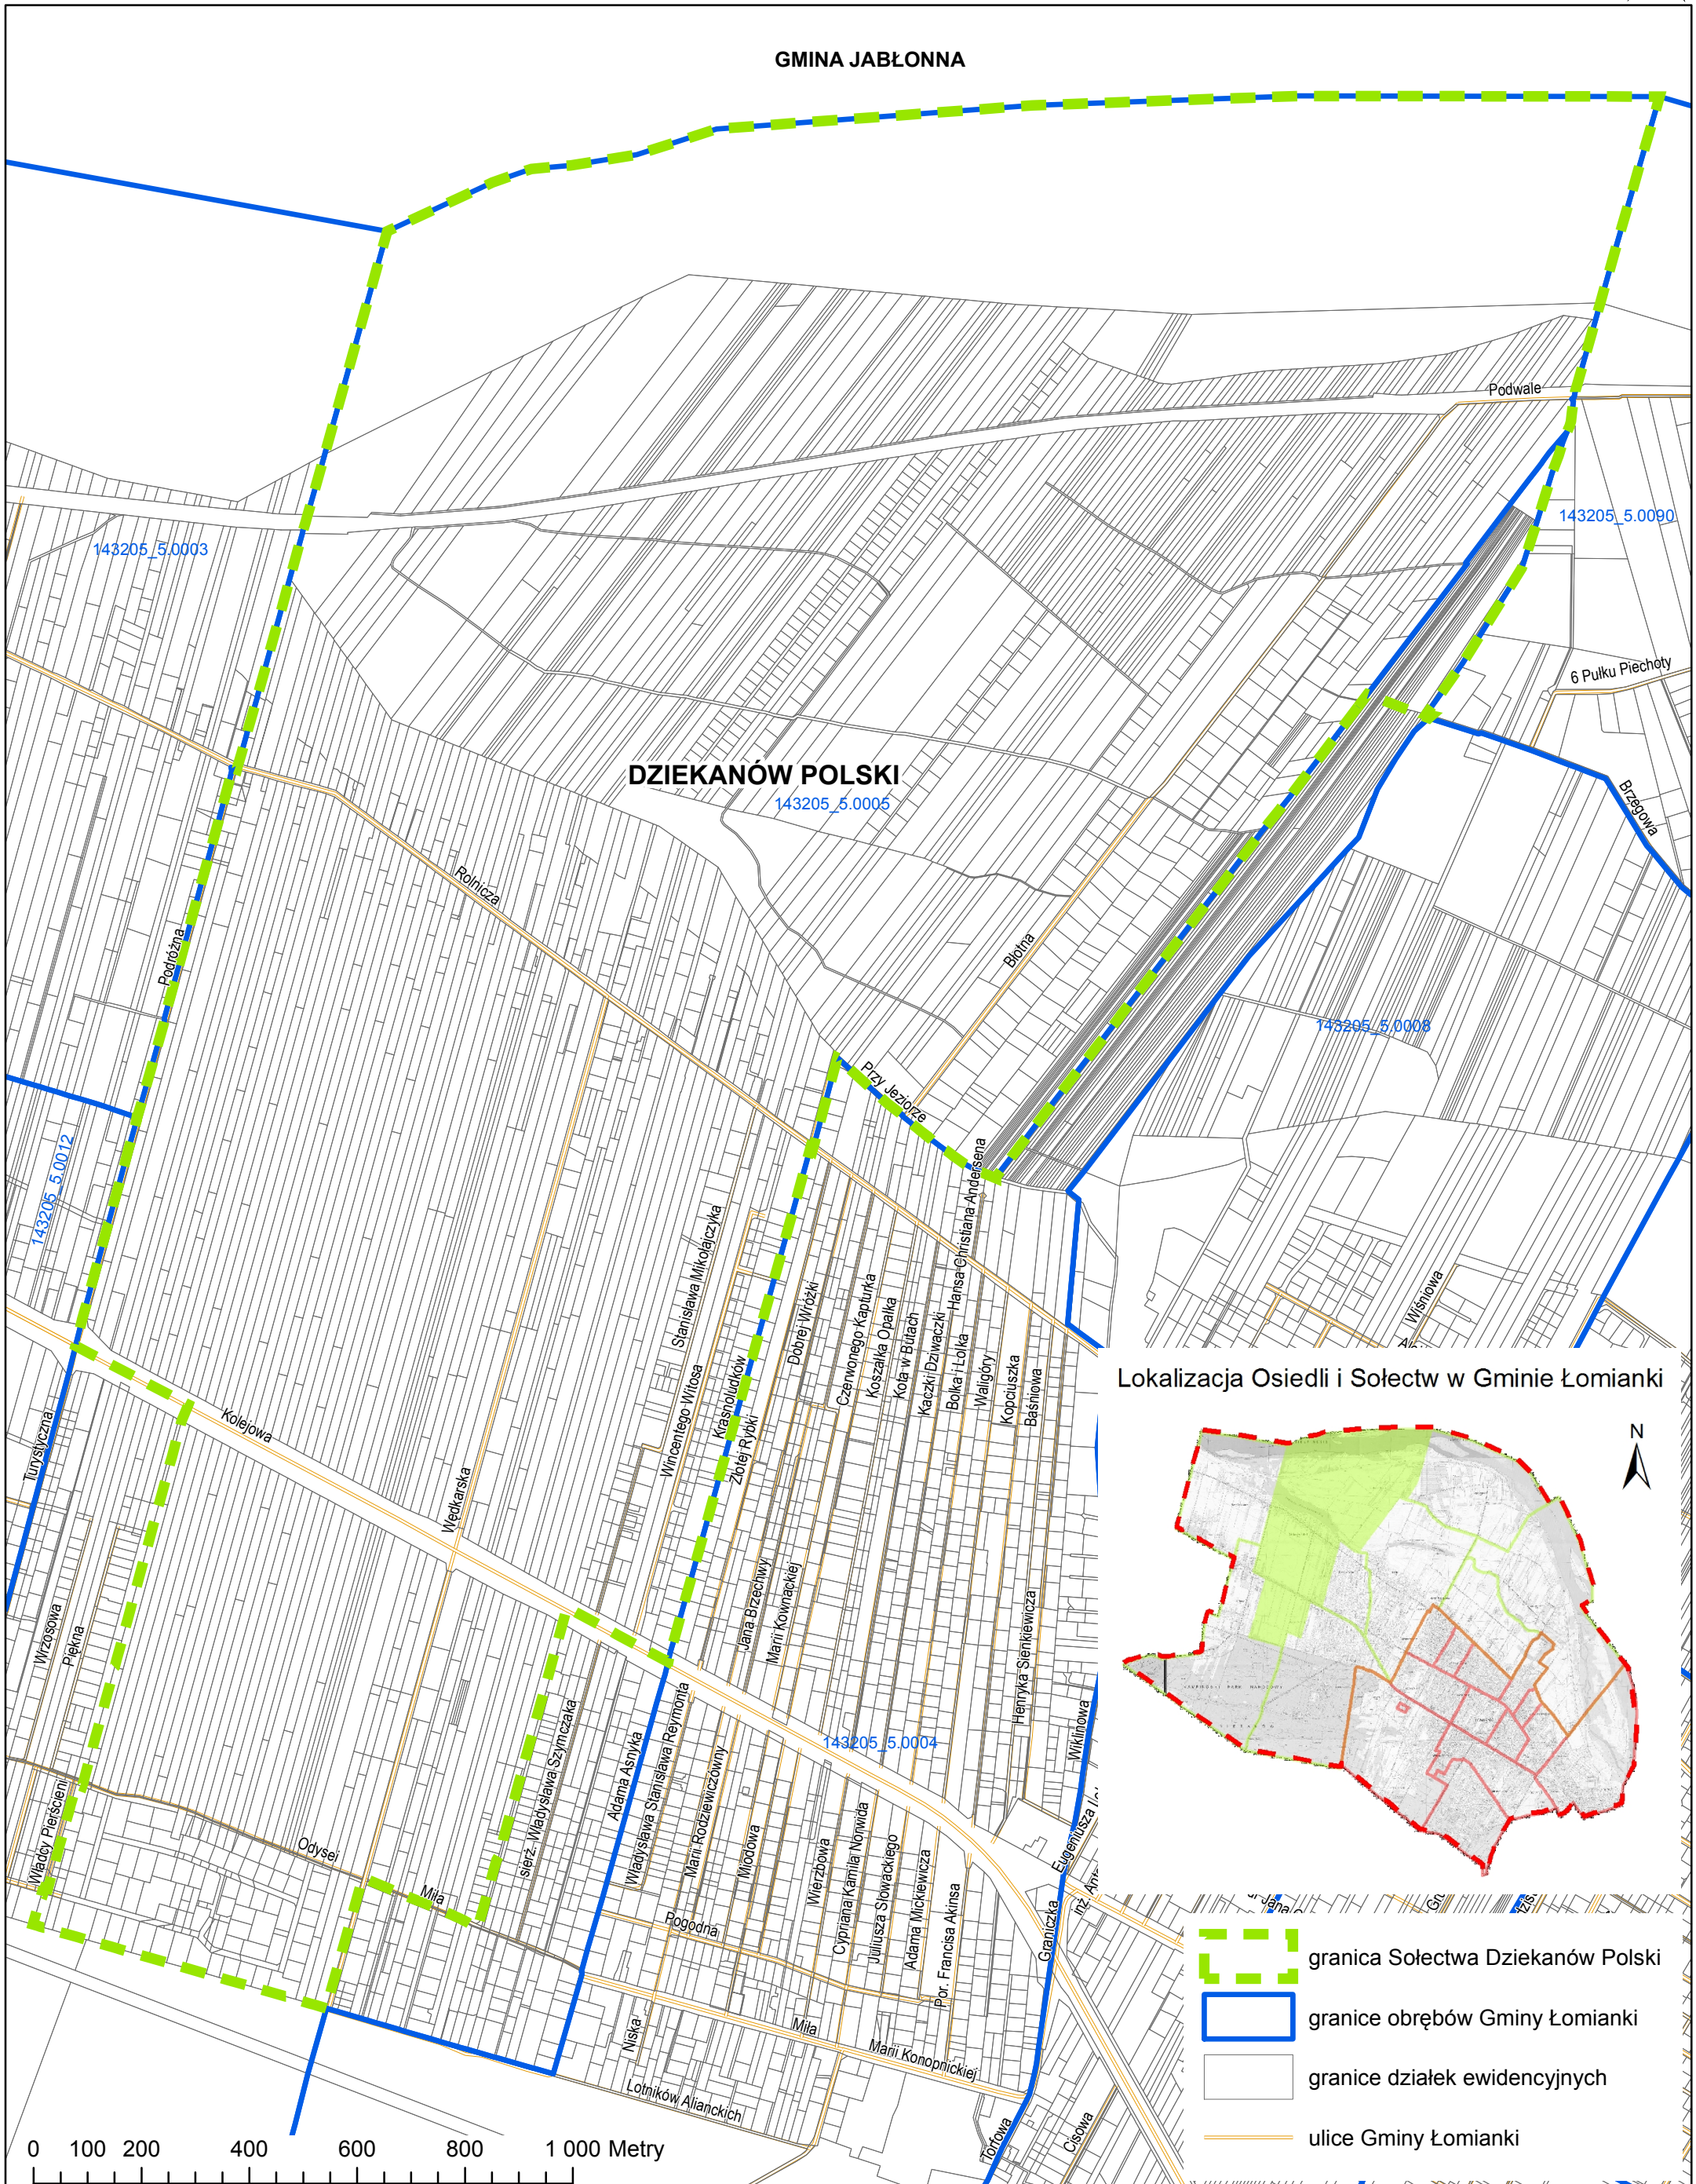 GMINA JABŁONNA
Podwale
143205_5.0003
143205_5.0090
6 Pułku Piechoty
DZIEKANÓW POLSKI
143205_5.0005
Brzegowa
Rolnicza
Podróżna
Błotna
143205_5.0008
Przy Jeziorze
143205_5.0012
Hansa Christiana Andersena
Stanisława Mikołajczyka
Dobrej Wróżki
Czerwonego Kapturka
Koszałka Opałka
Kota w Butach
Kaczki Dziwaczki
Bolka i Lolka
Waligóry
Kopciuszka
Baśniowa
Wiśniowa
Krasnoludków
Złotej Rybki
Wincentego Witosa
Kolejowa
Turystyczna
Wędkarska
Lokalizacja Osiedli i Sołectw w Gminie Łomianki
N
Wrzosowa
Piękna
Jana Brzechwy
Marii Kownackiej
Henryka Sienkiewicza
Wiklinowa
143205_5.0004
sierż. Władysława Szymczaka
Adama Asnyka
Władysława Stanisława Reymonta
Marii Rodziewiczówny
Miodowa
Wierzbowa
Cypriana Kamila Norwida
Juliusza Słowackiego
Adama Mickiewicza
Por. Francisa Akinsa
Graniczka
Eugeniusza
Władcy Pierścieni
Odysei
Miła
Pogodna
Niska
Miła
Marii Konopnickiej
Lotników Alianckich
Torfowa
Cisowa
granica Sołectwa Dziekanów Polski
granice obrębów Gminy Łomianki
granice działek ewidencyjnych
ulice Gminy Łomianki
0 100 200 400 600 800 1 000 Metry